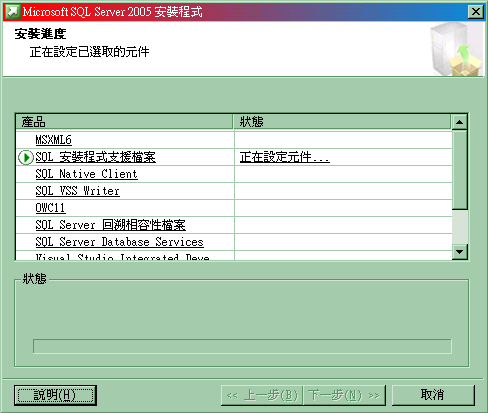 Microsoft SQL Server 2005 安裝程式
安裝進度
正在設定已選取的元件
產品 狀態
MSXML6
SQL 安裝程式支援檔案 正在設定元件...
SQL Native Client
SQL VSS Writer
OWC11
SQL Server 回溯相容性檔案
SQL Server Database Services
Visual Studio Integrated Deve
狀態
說明(H) << 上一步(B) 下一步(N) >> 取消